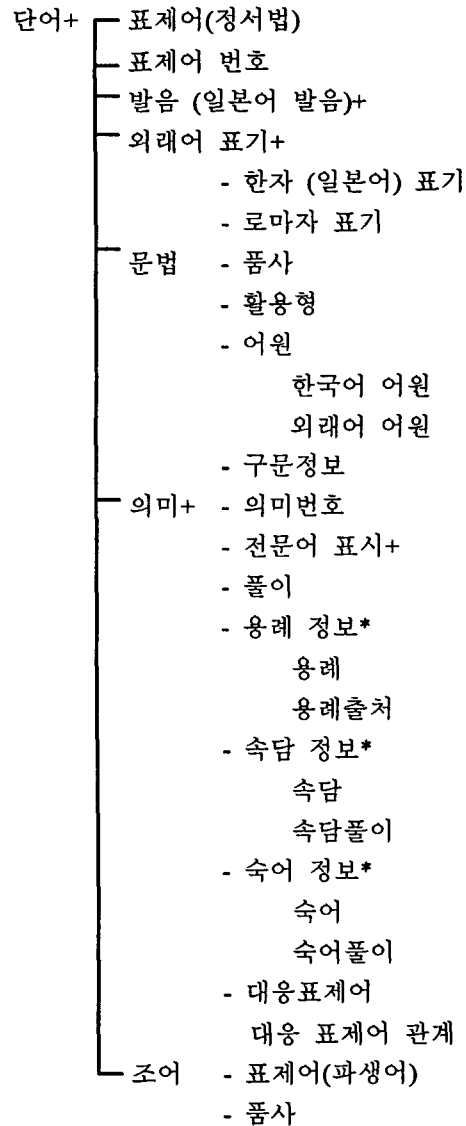 단어+ 표제어(정서법)
표제어 번호
발음 (일본어 발음)+
외래어 표기+
- 한자 (일본어) 표기
- 로마자 표기
문법 - 품사
- 활용형
- 어원
한국어 어원
외래어 어원
- 구문정보
의미+ - 의미번호
- 전문어 표시+
- 풀이
- 용례 정보*
용례
용례출처
- 속담 정보*
속담
속담풀이
- 숙어 정보*
숙어
숙어풀이
- 대응표제어
대응 표제어 관계
조어 - 표제어(파생어)
- 품사